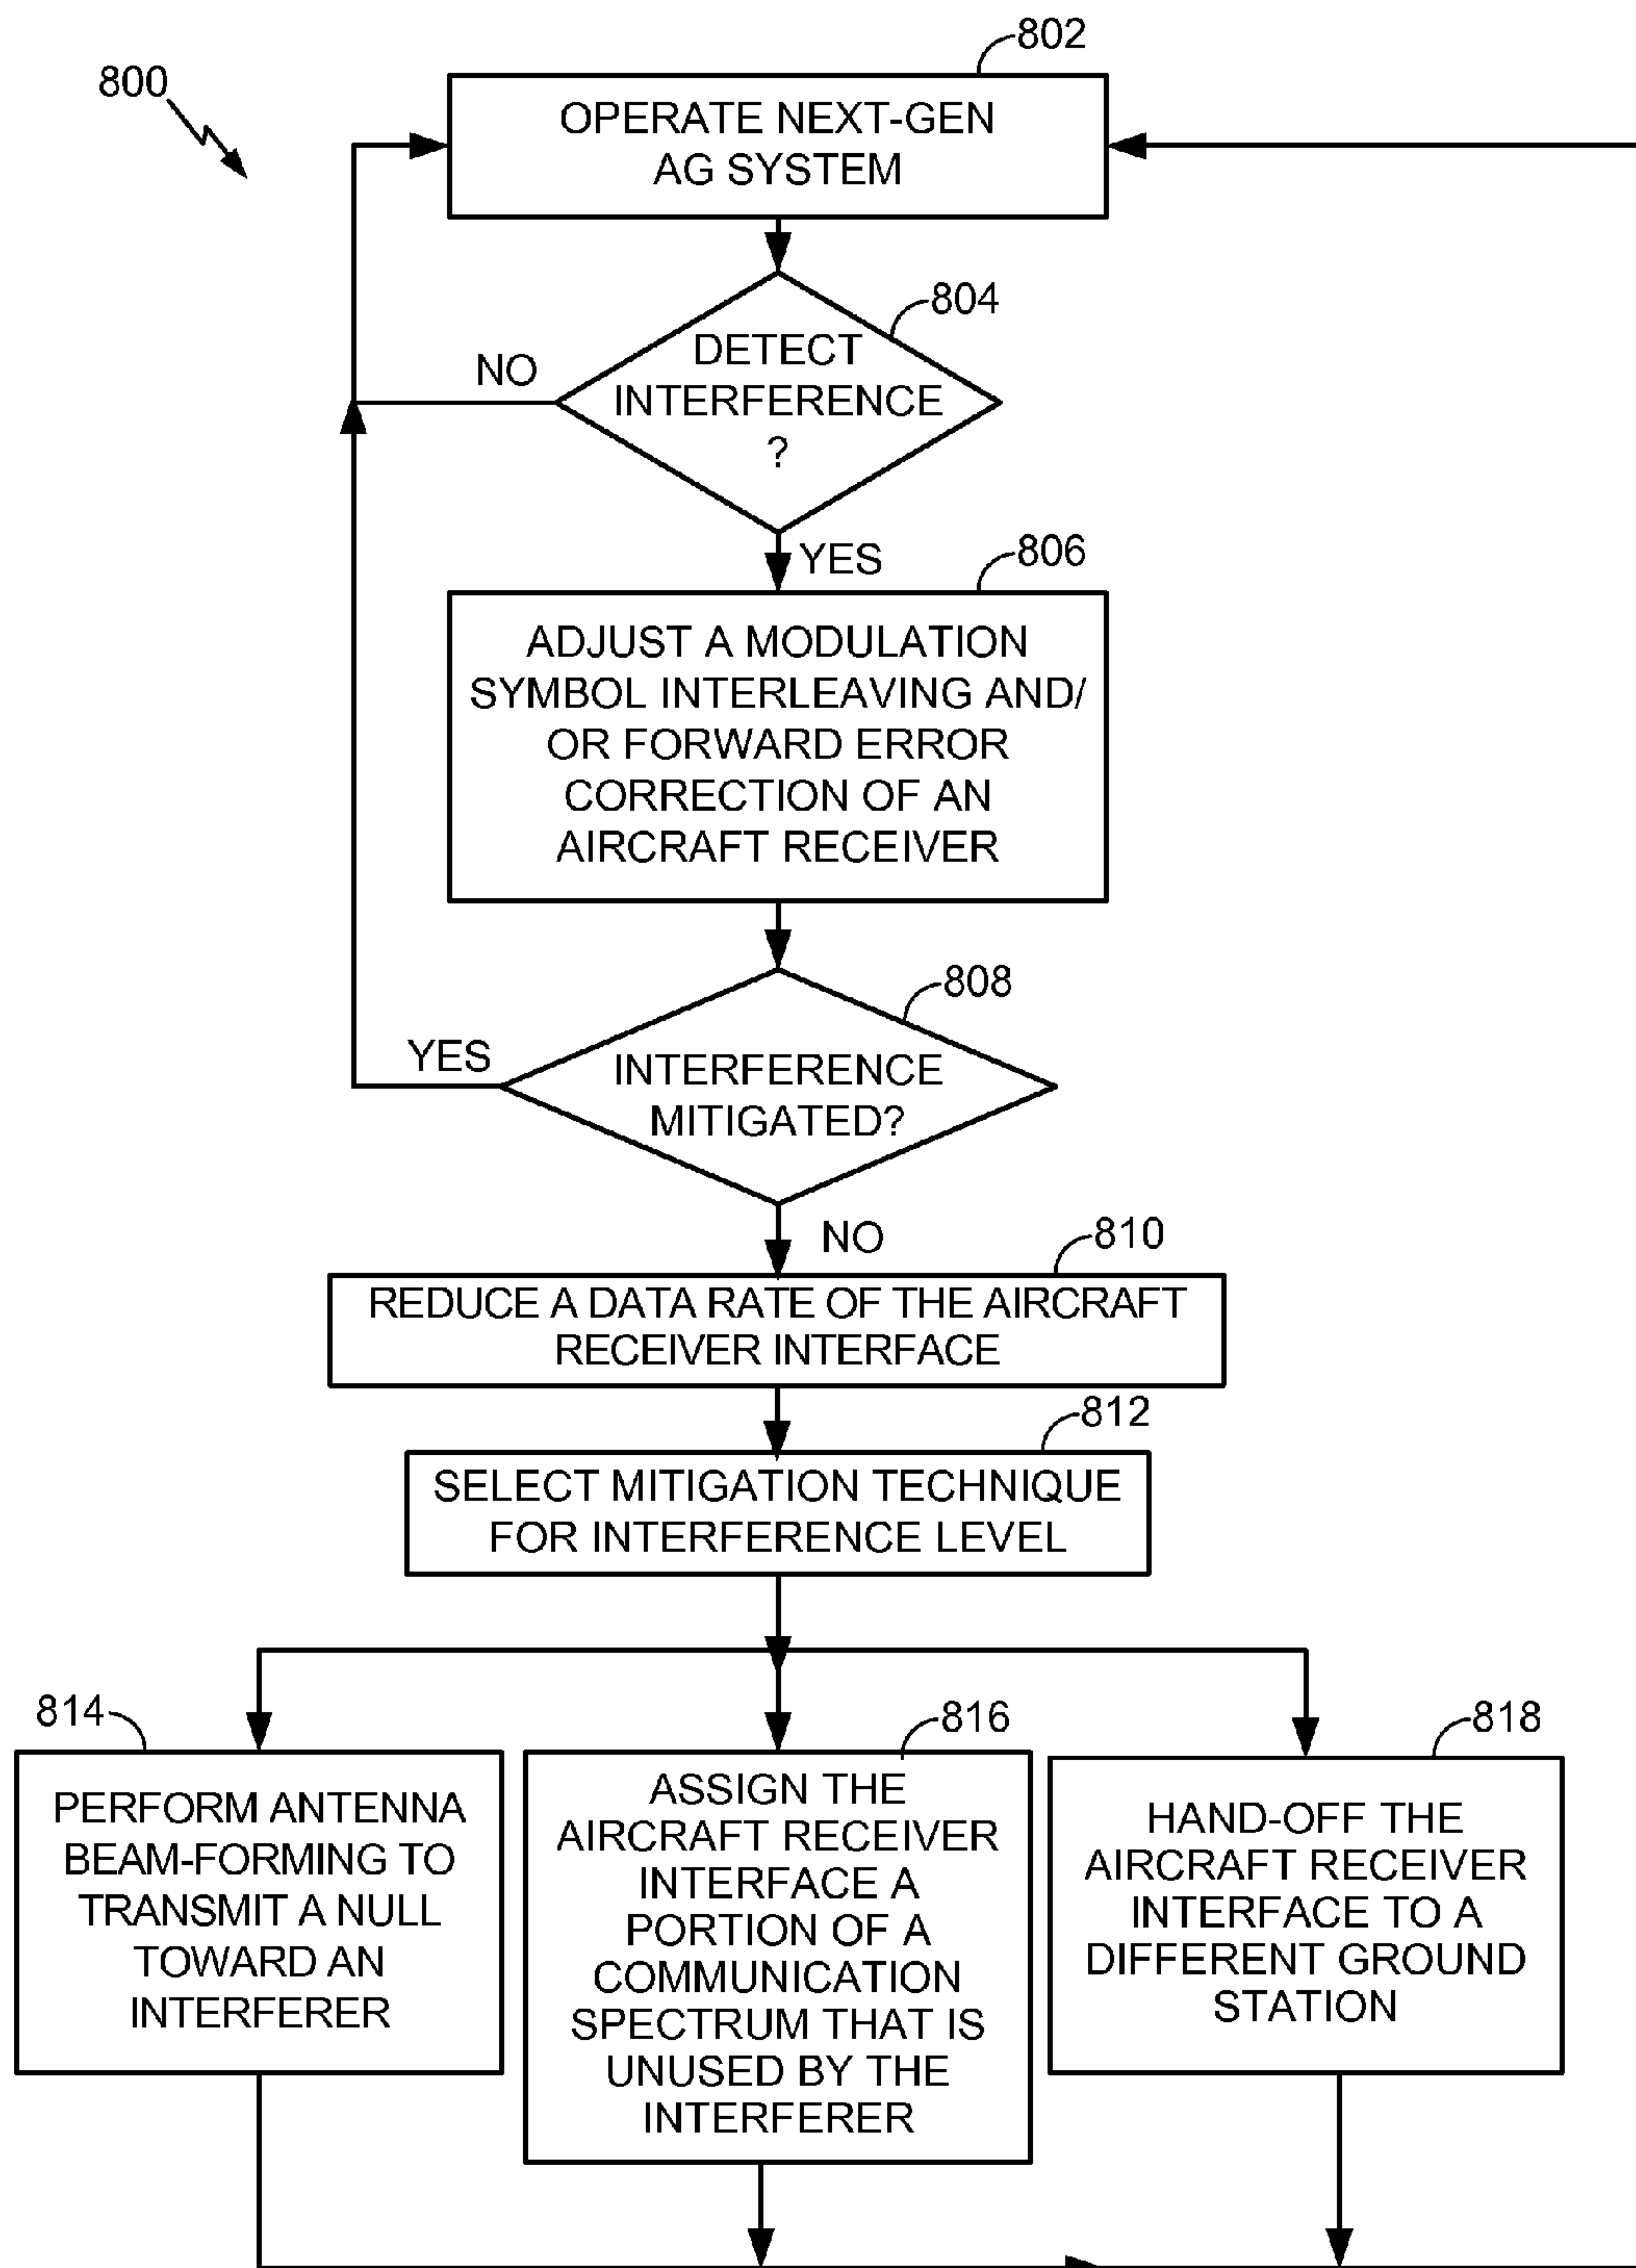 802
800
OPERATE NEXT-GEN
AG SYSTEM
804
DETECT
INTERFERENCE
?
NO
YES
806
ADJUST A MODULATION
SYMBOL INTERLEAVING AND/
OR FORWARD ERROR
CORRECTION OF AN
AIRCRAFT RECEIVER
808
YES
INTERFERENCE
MITIGATED?
NO
810
REDUCE A DATA RATE OF THE AIRCRAFT
RECEIVER INTERFACE
812
SELECT MITIGATION TECHNIQUE
FOR INTERFERENCE LEVEL
814
PERFORM ANTENNA
BEAM-FORMING TO
TRANSMIT A NULL
TOWARD AN
INTERFERER
816
ASSIGN THE
AIRCRAFT RECEIVER
INTERFACE A
PORTION OF A
COMMUNICATION
SPECTRUM THAT IS
UNUSED BY THE
INTERFERER
818
HAND-OFF THE
AIRCRAFT RECEIVER
INTERFACE TO A
DIFFERENT GROUND
STATION